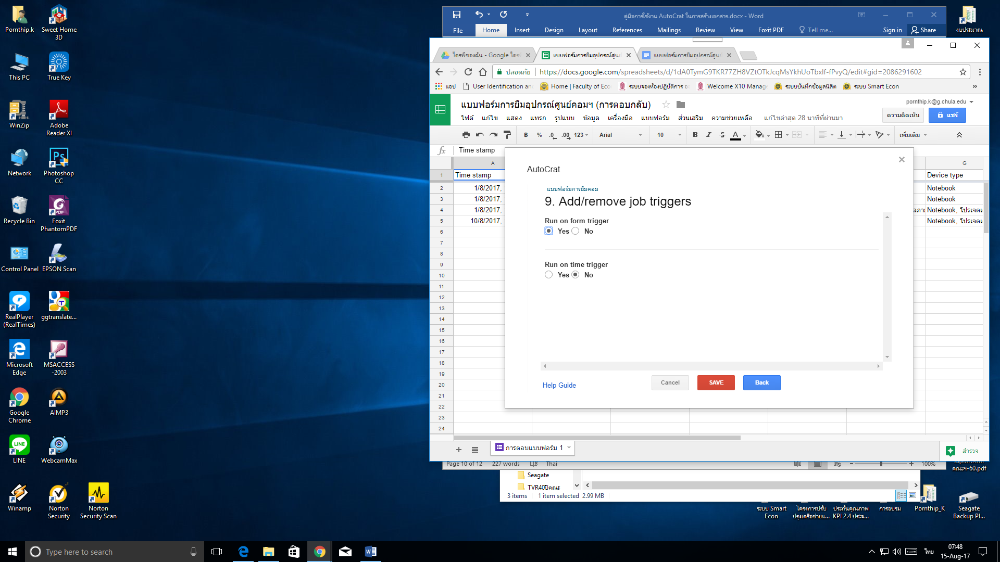 Pornthip.k
Sweet Home 3D
This PC
True Key
WinZip
Adobe Reader XI
Network
Photoshop CC
Recycle Bin
Foxit PhantomPDF
Control Panel
EPSON Scan
RealPlayer (RealTimes)
ggtranslate...
Microsoft Edge
MSACCESS -2003
Google Chrome
AIMP3
LINE
WebcamMax
Winamp
Norton Security
Norton Security Scan
งบประมาณ
คู่มือการใช้งาน AutoCrat ในการสร้างเอกสาร.docx - Word
File Home Insert Design Layout References Mailings Review View Foxit PDF Tell me... Sign in Share
ไดรฟ์ของฉัน - Google ไดรฟ์
แบบฟอร์มการยืมอุปกรณ์ศูนย์
แบบฟอร์มการยืมอุปกรณ์ศูนย์
ปลอดภัย https://docs.google.com/spreadsheets/d/1dA0TymG9TKR77ZH8VZtOTkJcqMsYkhUoTbxlf-fPvyQ/edit#gid=2086291602
แอป User Identification and Home | Faculty of Eco ระบบจองห้องปฏิบัติการ Welcome X10 Manag ระบบบันทึกข้อมูลนิสิต ระบบ Smart Econ »
แบบฟอร์มการยืมอุปกรณ์ศูนย์คอมฯ (การตอบกลับ)
pornthip.k@g.chula.edu
ไฟล์ แก้ไข แสดง แทรก รูปแบบ ข้อมูล เครื่องมือ แบบฟอร์ม ส่วนเสริม ความช่วยเหลือ แก้ไขล่าสุด 28 นาทีที่ผ่านมา
ความคิดเห็น แชร์
B % .0 .00 123 Arial 10 B I S A เพิ่มเติม
fx Time stamp
A G
1 Time stamp Device type
2 1/8/2017, Notebook
3 1/8/2017, Notebook
4 1/8/2017, Notebook, โปรเจคเ
5 10/8/2017, Notebook, โปรเจคเ
6
7
8
9
10
11
12
13
14
15
16
17
18
19
20
21
22
23
24
AutoCrat
แบบฟอร์มการยืมคอม
9. Add/remove job triggers
Run on form trigger
Yes No
Run on time trigger
Yes No
Help Guide Cancel SAVE Back
การตอบแบบฟอร์ม 1
สำรวจ
Page 10 of 12 227 words Thai 100%
คณะฯ-60.pdf
Seagate
TVR40ปีคณะ
3 items 1 item selected 2.99 MB
ระบบ Smart Econ
โครงการปรับปรุงเครือข่ายแ...
ประกันคุณภาพ KPI 2.4 ประจ...
การอบรม
Pornthip_K
Seagate Backup Pl...
Type here to search
ไทย
07:48
15-Aug-17